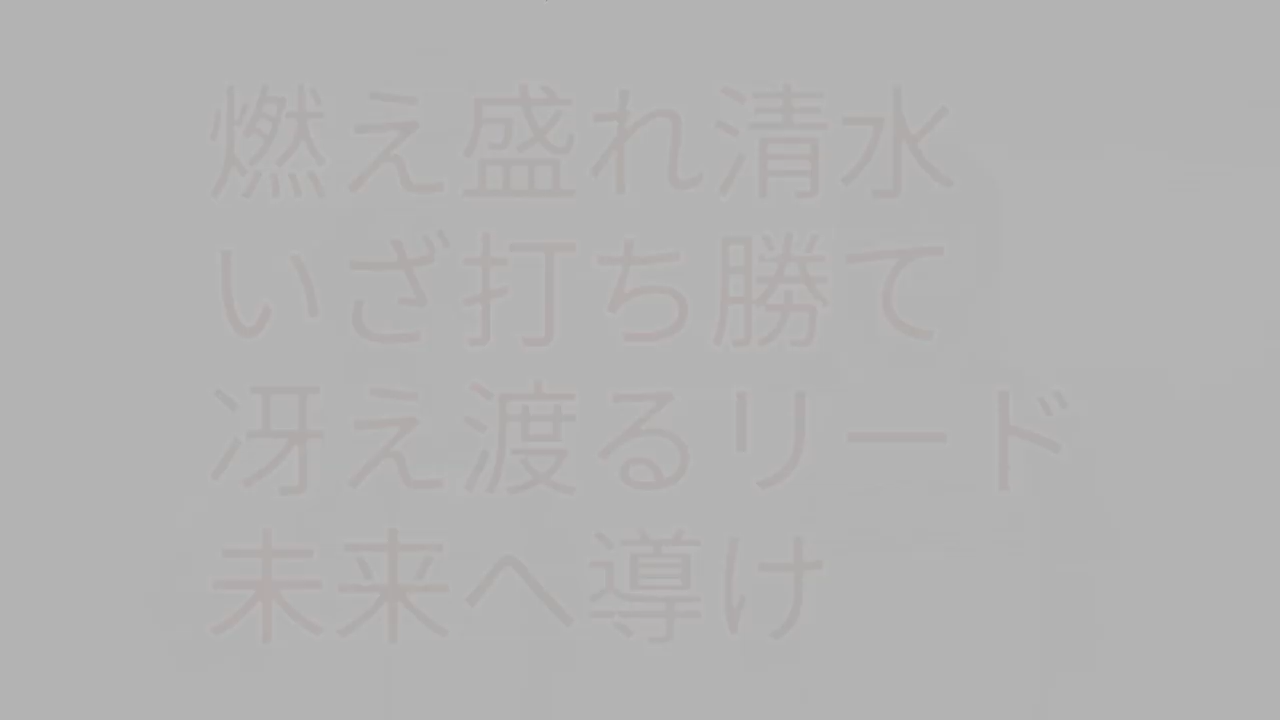 燃え盛れ清水
いざ打ち勝て
冴え渡るリード
未来へ導け